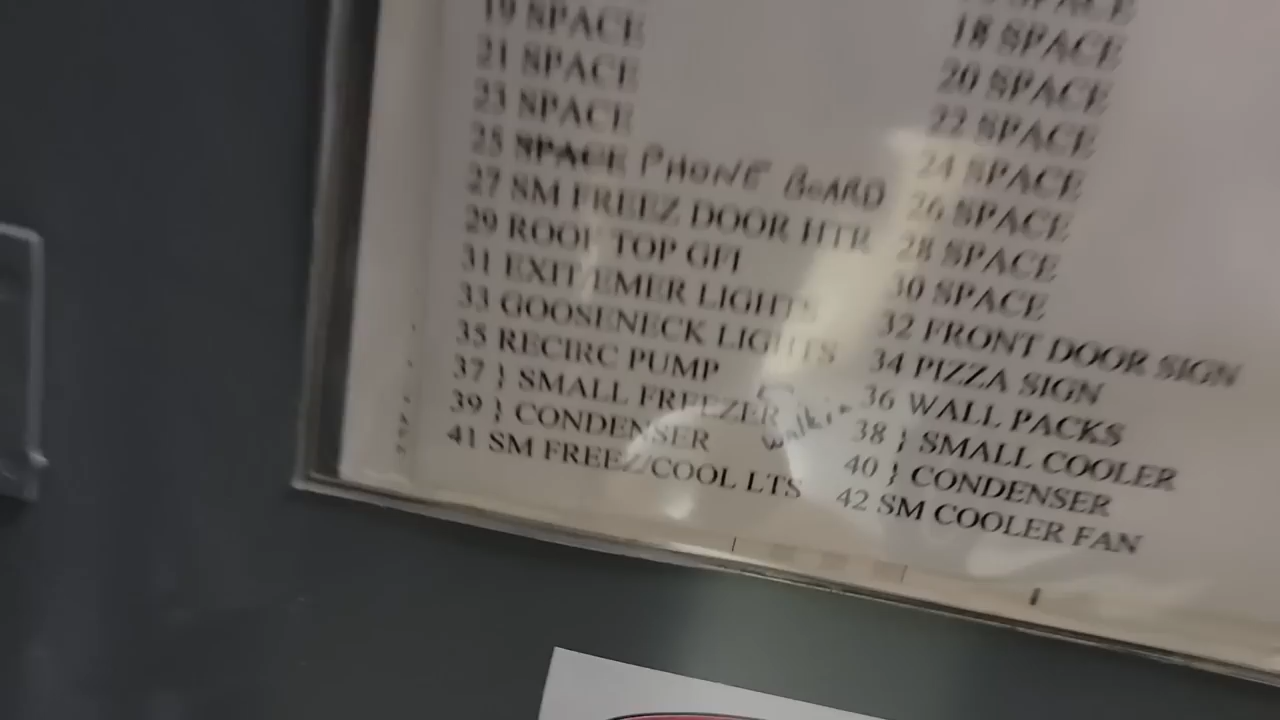 19 SPACE
21 SPACE
23 SPACE
25 SPACE PHONE BOARD
27 SM FREEZ DOOR HTR
29 ROOF TOP GFI
31 EXIT/EMER LIGHTS
33 GOOSENECK LIGHTS
35 RECIRC PUMP
37 } SMALL FREEZER
39 } CONDENSER
41 SM FREEZ/COOL LTS
Walkin
SPACE
18 SPACE
20 SPACE
22 SPACE
24 SPACE
26 SPACE
28 SPACE
30 SPACE
32 FRONT DOOR SIGN
34 PIZZA SIGN
36 WALL PACKS
38 } SMALL COOLER
40 } CONDENSER
42 SM COOLER FAN